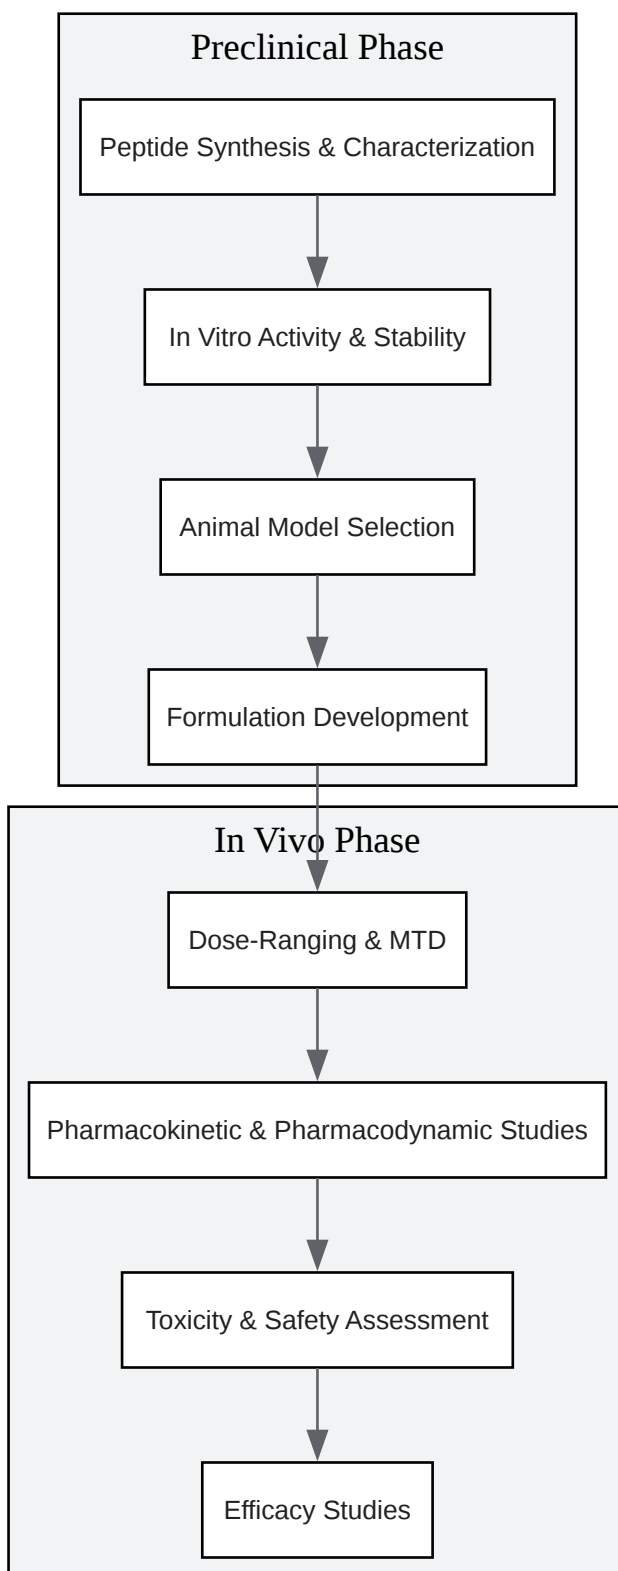 Preclinical Phase
Peptide Synthesis & Characterization
In Vitro Activity & Stability
Animal Model Selection
Formulation Development
In Vivo Phase
Dose-Ranging & MTD
Pharmacokinetic & Pharmacodynamic Studies
Toxicity & Safety Assessment
Efficacy Studies